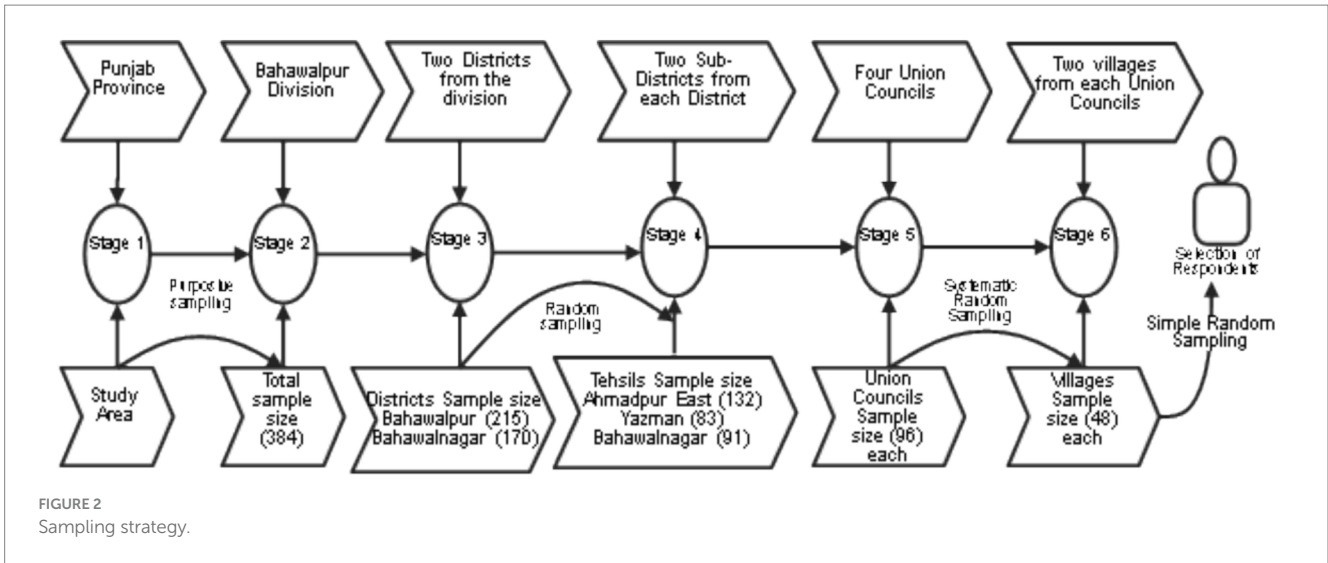 Punjab
Province
Bahawalpur
Division
Two Districts
from the
division
Two Sub-
Districts from
each District
Four Union
Councils
Two villages
from each Union
Councils
Stage 1
Stage 2
Stage 3
Stage 4
Stage 5
Stage 6
Selection of
Respondents
Purposive
sampling
Random
sampling
Systematic
Random
Sampling
Simple Random
Sampling
Study
Area
Total
sample
size
(384)
Districts Sample size
Bahawalpur (215)
Bahawalnagar (170)
Tehsils Sample size
Ahmadpur East (132)
Yazman (83)
Bahawalnagar (91)
Union
Councils
Sample
size (96)
each
Villages
Sample
size (48)
each
FIGURE 2
Sampling strategy.